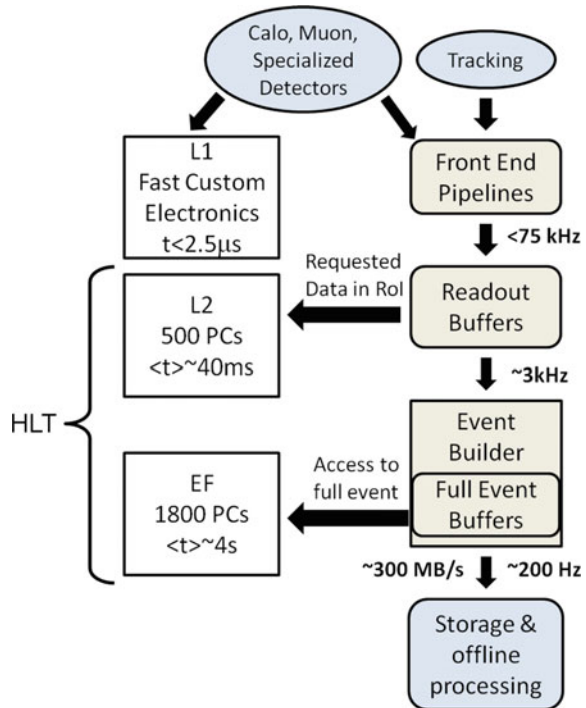 Calo, Muon,
Specialized
Detectors
Tracking
L1
Fast Custom
Electronics
t<2.5μs
Front End
Pipelines
<75 kHz
Requested
Data in RoI
L2
500 PCs
<t>~40ms
Readout
Buffers
~3kHz
HLT
Event
Builder
Access to
full event
Full Event
Buffers
EF
1800 PCs
<t>~4s
~300 MB/s
~200 Hz
Storage &
offline
processing